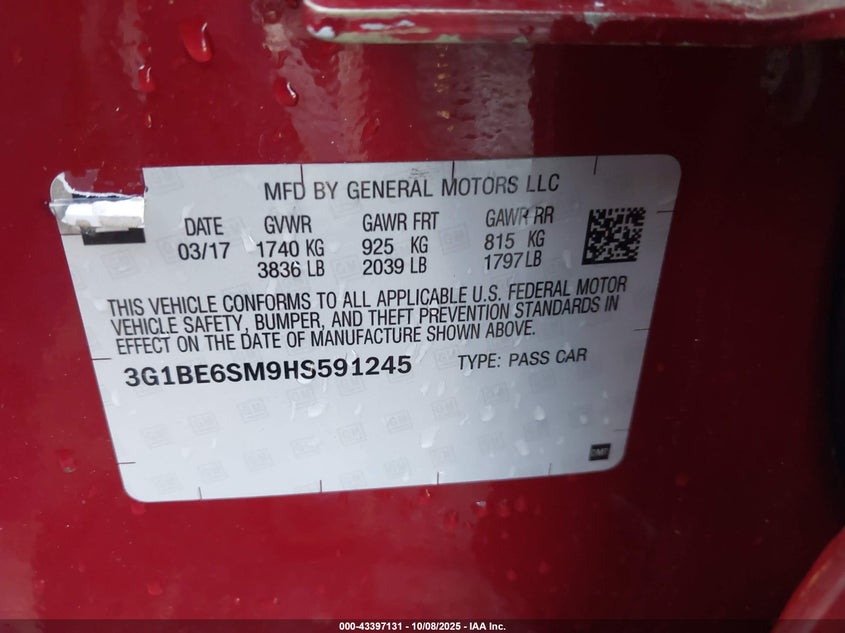 MFD BY GENERAL MOTORS LLC
DATE GVWR GAWR FRT GAWR RR
03/17 1740 KG 925 KG 815 KG
3836 LB 2039 LB 1797 LB
THIS VEHICLE CONFORMS TO ALL APPLICABLE U.S. FEDERAL MOTOR
VEHICLE SAFETY, BUMPER, AND THEFT PREVENTION STANDARDS IN
EFFECT ON THE DATE OF MANUFACTURE SHOWN ABOVE.
3G1BE6SM9HS591245 TYPE: PASS CAR
000-43397131 - 10/08/2025 - IAA Inc.